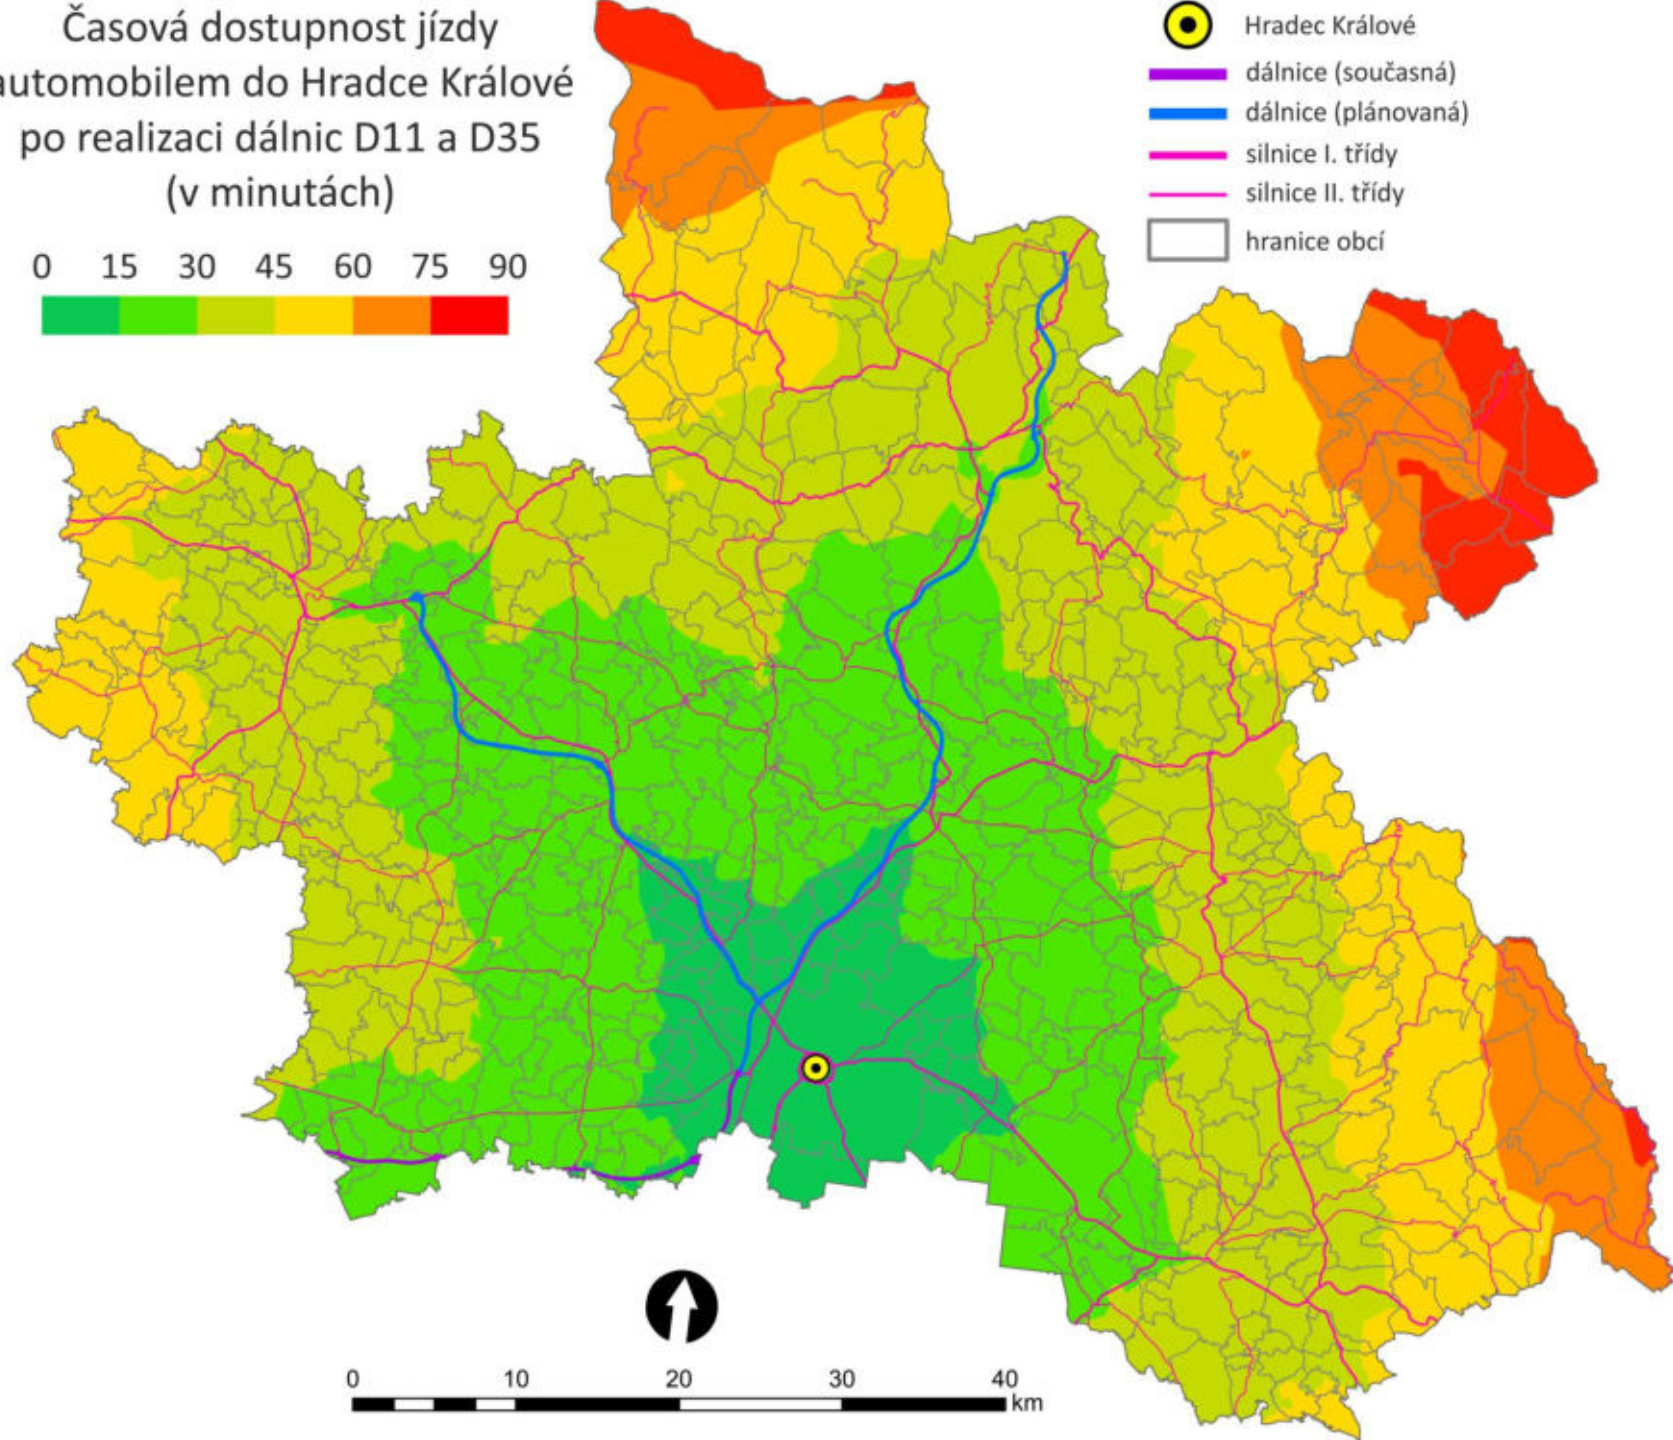 Časová dostupnost jízdy
automobilem do Hradce Králové
po realizaci dálnic D11 a D35
(v minutách)
0 15 30 45 60 75 90
Hradec Králové
dálnice (současná)
dálnice (plánovaná)
silnice I. třídy
silnice II. třídy
hranice obcí
0 10 20 30 40
km